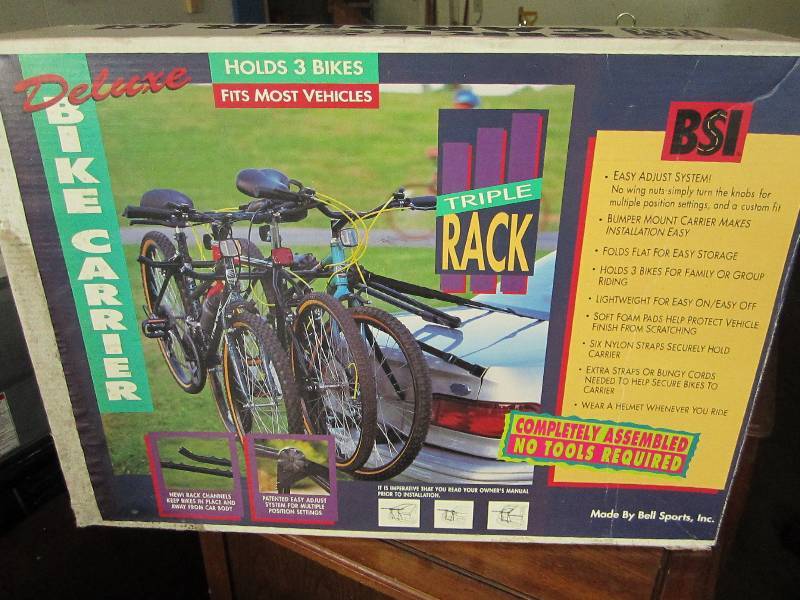 Deluxe
BIKE CARRIER
HOLDS 3 BIKES
FITS MOST VEHICLES
TRIPLE
RACK
BSI
• EASY ADJUST SYSTEM!
No wing nuts-simply turn the knobs for
multiple position settings, and a custom fit
• BUMPER MOUNT CARRIER MAKES
INSTALLATION EASY
• FOLDS FLAT FOR EASY STORAGE
• HOLDS 3 BIKES FOR FAMILY OR GROUP
RIDING
• LIGHTWEIGHT FOR EASY ON/EASY OFF
• SOFT FOAM PADS HELP PROTECT VEHICLE
FINISH FROM SCRATCHING
• SIX NYLON STRAPS SECURELY HOLD
CARRIER
• EXTRA STRAPS OR BUNGY CORDS
NEEDED TO HELP SECURE BIKES TO
CARRIER
• WEAR A HELMET WHENEVER YOU RIDE
COMPLETELY ASSEMBLED
NO TOOLS REQUIRED
NEW! RACK CHANNELS
KEEP BIKES IN PLACE AND
AWAY FROM CAR BODY
PATENTED EASY ADJUST
SYSTEM FOR MULTIPLE
POSITION SETTINGS
IT IS IMPERATIVE THAT YOU READ YOUR OWNER'S MANUAL
PRIOR TO INSTALLATION.
Made By Bell Sports, Inc.